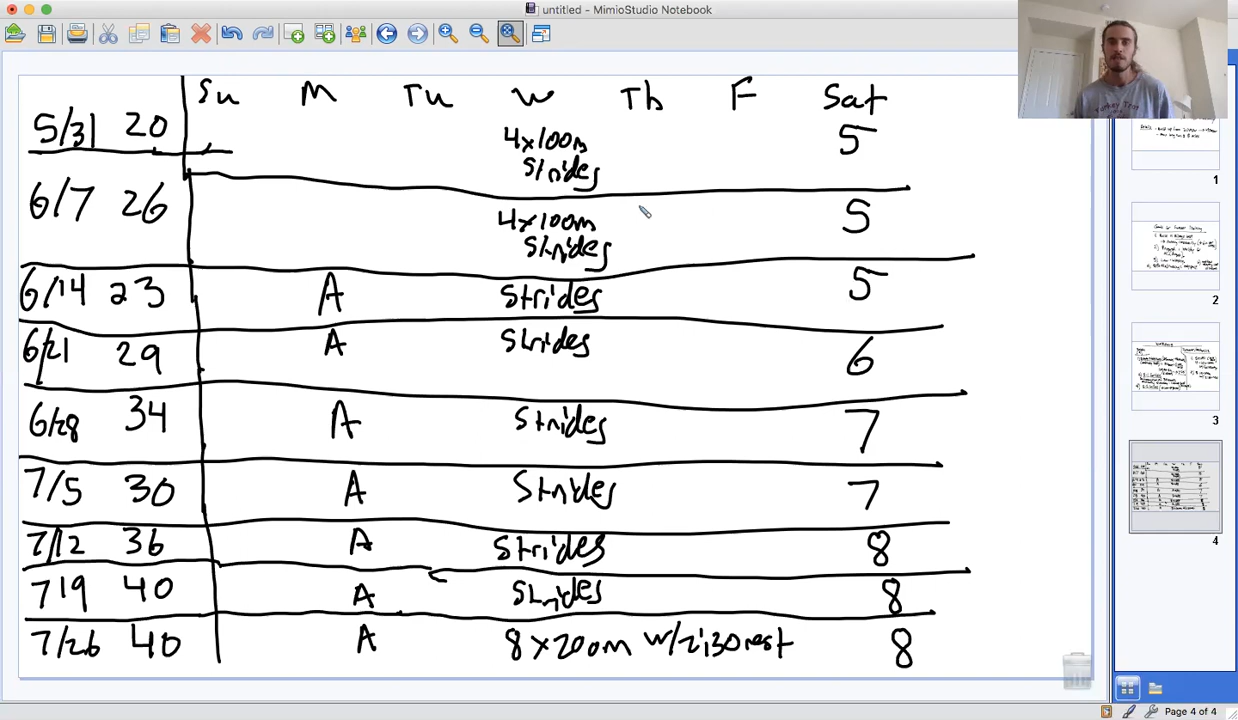 untitled - MimioStudio Notebook
Su M Tu W Th F Sat
5/31 20 4x100m Strides 5
6/7 26 4x100m Strides 5
6/14 23 A Strides 5
6/21 29 A Strides 6
6/28 34 A Strides 7
7/5 30 A Strides 7
7/12 36 A Strides 8
719 40 A Strides 8
7/26 40 A 8x200m w/2:30 rest 8
1
2
3
4
Page 4 of 4